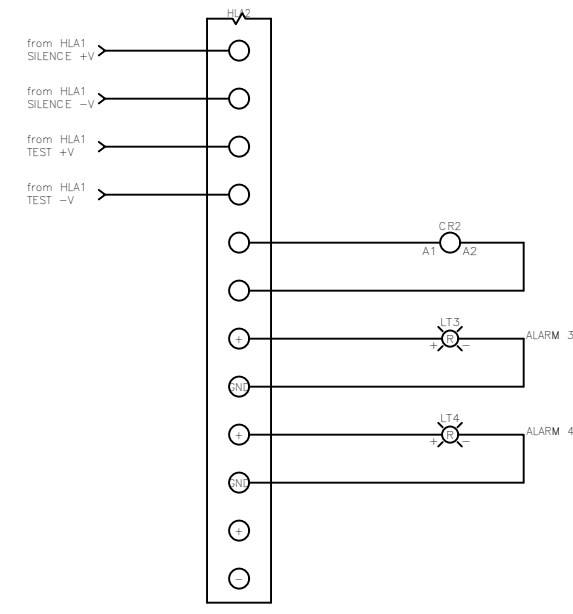 HLA2
from HLA1
SILENCE +V
from HLA1
SILENCE -V
from HLA1
TEST +V
from HLA1
TEST -V
CR2
A1 A2
LT3
+ + R - ALARM 3
GND
LT4
+ + R - ALARM 4
GND
+
-